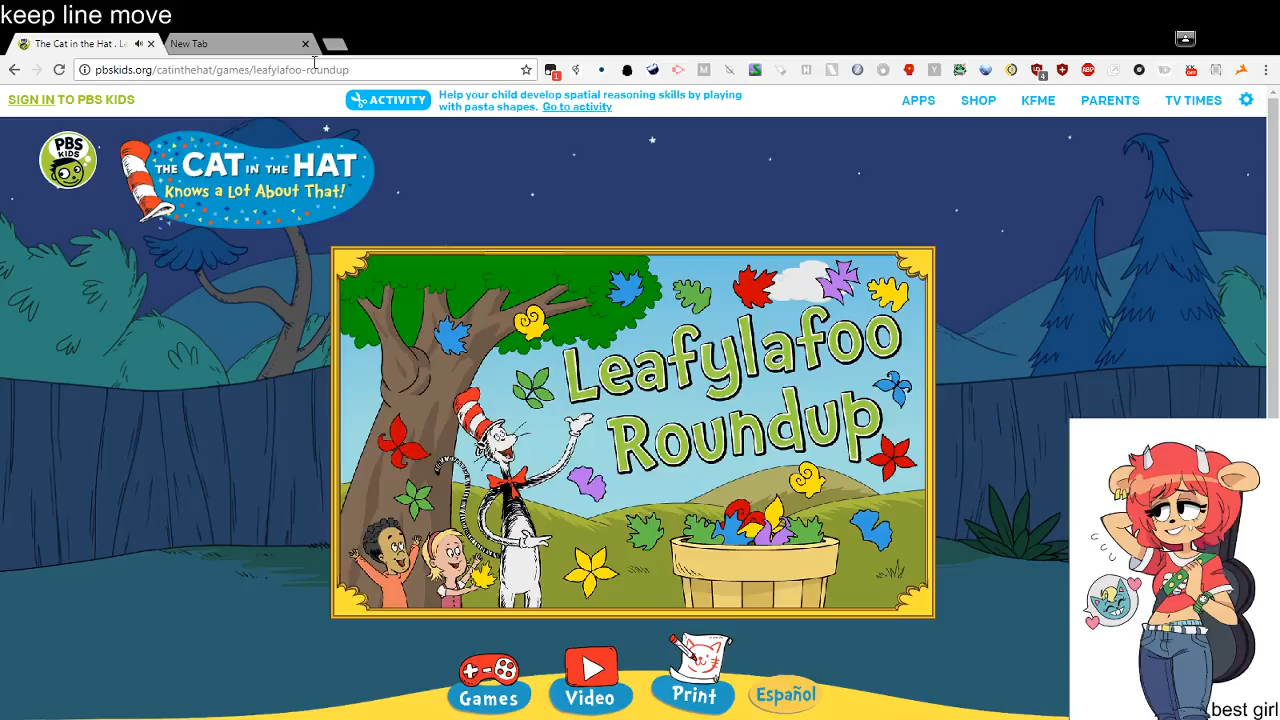 keep line move
The Cat in the Hat . Le
New Tab
pbskids.org/catinthehat/games/leafylafoo-roundup
SIGN IN TO PBS KIDS
ACTIVITY
Help your child develop spatial reasoning skills by playing
with pasta shapes. Go to activity
APPS
SHOP
KFME
PARENTS
TV TIMES
PBS
KIDS
THE CAT IN THE HAT
Knows a Lot About That!
Leafylafoo
Roundup
Games
Video
Print
Español
best girl